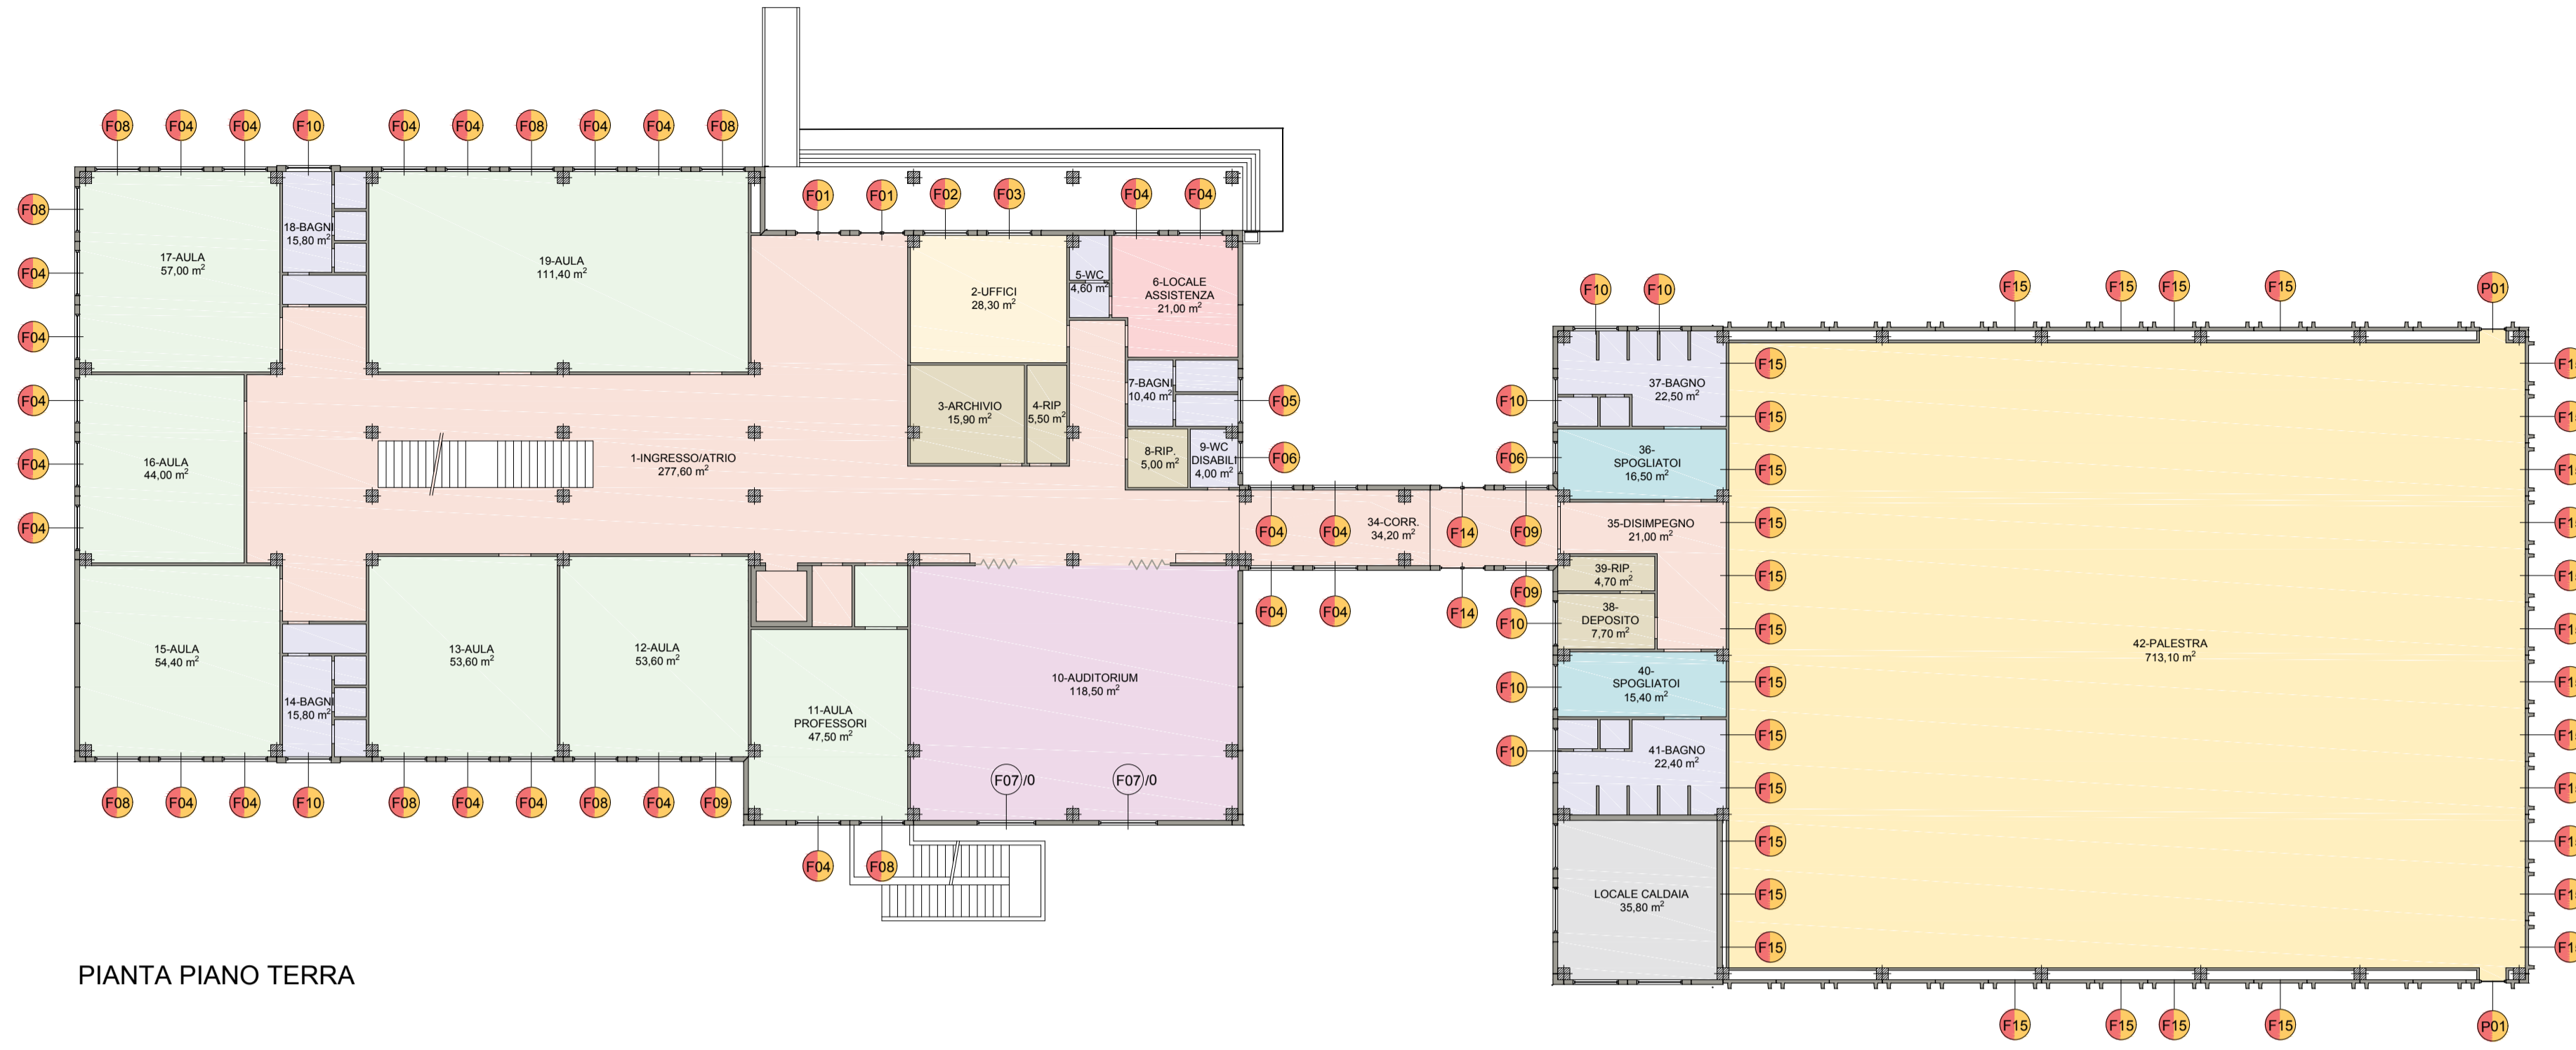 F08 F04 F04 F10 F04 F04 F08 F04 F04 F08
F01 F01 F02 F03 F04 F04
F08
F04
F04
F04
F04
F04
17-AULA
57,00 m²
18-BAGNI
15,80 m²
19-AULA
111,40 m²
2-UFFICI
28,30 m²
5-WC
4,60 m²
6-LOCALE
ASSISTENZA
21,00 m²
3-ARCHIVIO
15,90 m²
4-RIP
5,50 m²
7-BAGNI
10,40 m²
8-RIP.
5,00 m²
9-WC
DISABILI
4,00 m²
F05
F06
16-AULA
44,00 m²
1-INGRESSO/ATRIO
277,60 m²
15-AULA
54,40 m²
14-BAGNI
15,80 m²
13-AULA
53,60 m²
12-AULA
53,60 m²
11-AULA
PROFESSORI
47,50 m²
10-AUDITORIUM
118,50 m²
F07/0 F07/0
F08 F04 F04 F10 F08 F04 F04 F08 F04 F09
F04 F08
F04 F04 F14 F09
34-CORR.
34,20 m²
F04 F04 F14 F09
F10 F10
F10
F06
F10
F10
F10
37-BAGNO
22,50 m²
36-
SPOGLIATOI
16,50 m²
35-DISIMPEGNO
21,00 m²
39-RIP.
4,70 m²
38-
DEPOSITO
7,70 m²
40-
SPOGLIATOI
15,40 m²
41-BAGNO
22,40 m²
LOCALE CALDAIA
35,80 m²
F15 F15 F15 F15 P01
F15
F15
F15
F15
F15
F15
F15
F15
F15
F15
F15
F15
42-PALESTRA
713,10 m²
F15 F15 F15 F15 P01
PIANTA PIANO TERRA